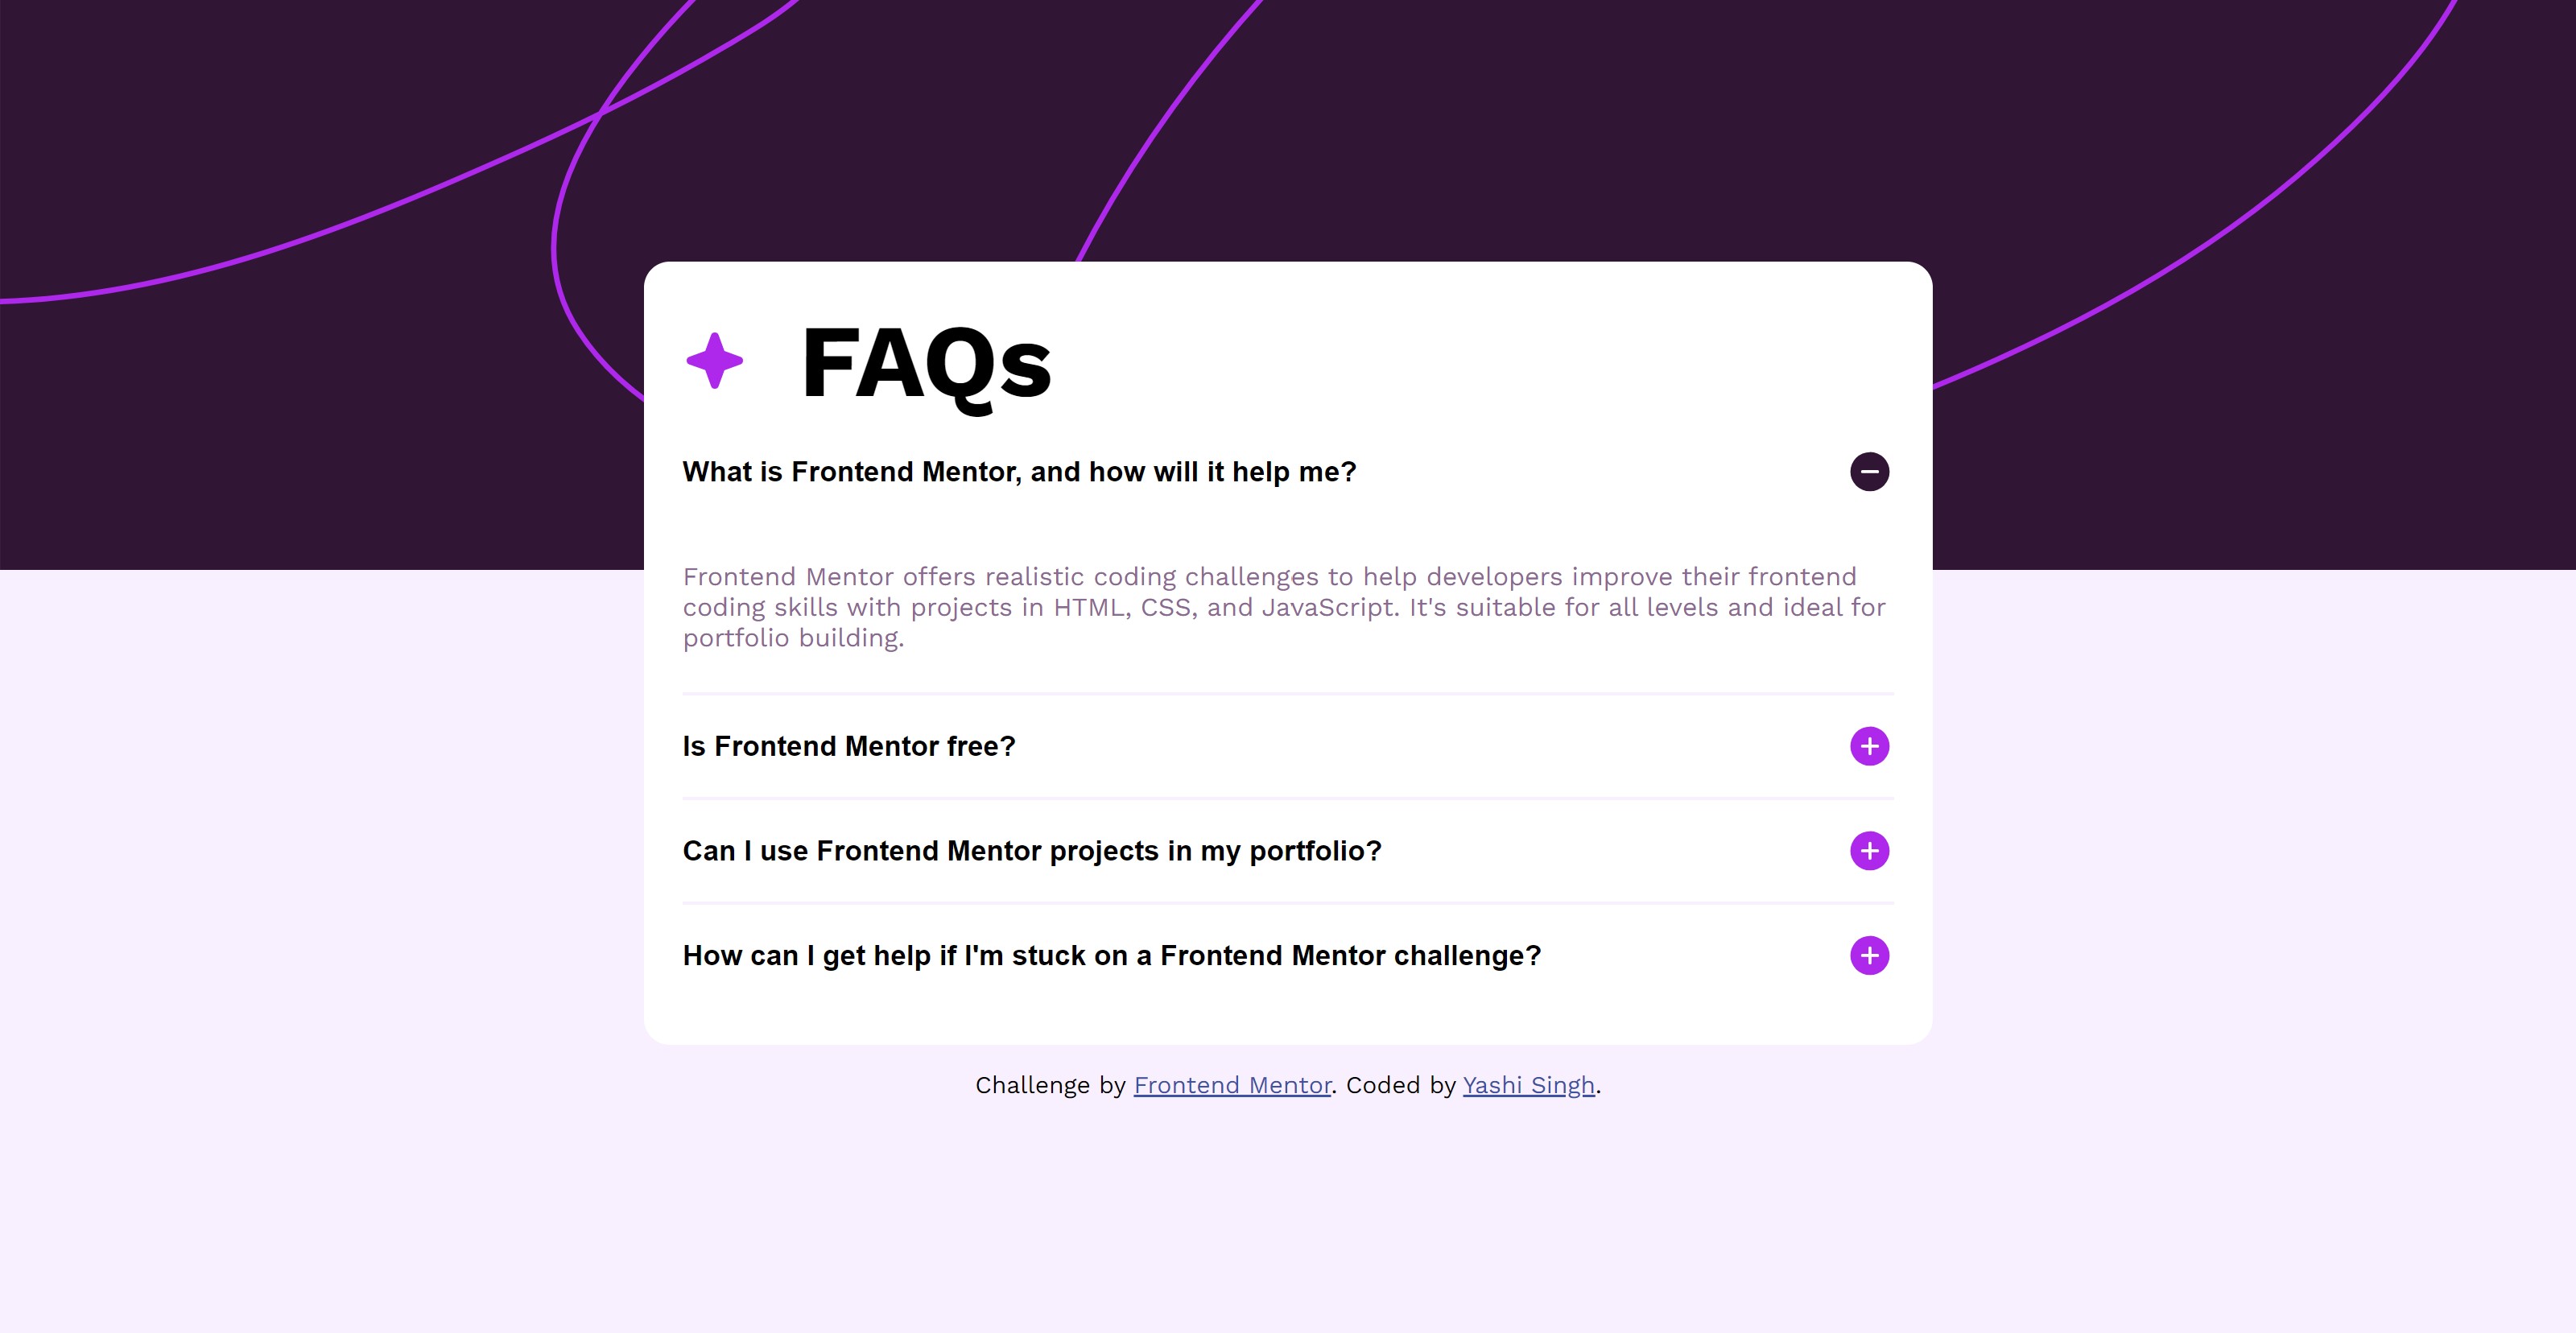 FAQs
What is Frontend Mentor, and how will it help me?
Frontend Mentor offers realistic coding challenges to help developers improve their frontend
coding skills with projects in HTML, CSS, and JavaScript. It's suitable for all levels and ideal for
portfolio building.
Is Frontend Mentor free?
Can I use Frontend Mentor projects in my portfolio?
How can I get help if I'm stuck on a Frontend Mentor challenge?
Challenge by Frontend Mentor. Coded by Yashi Singh.